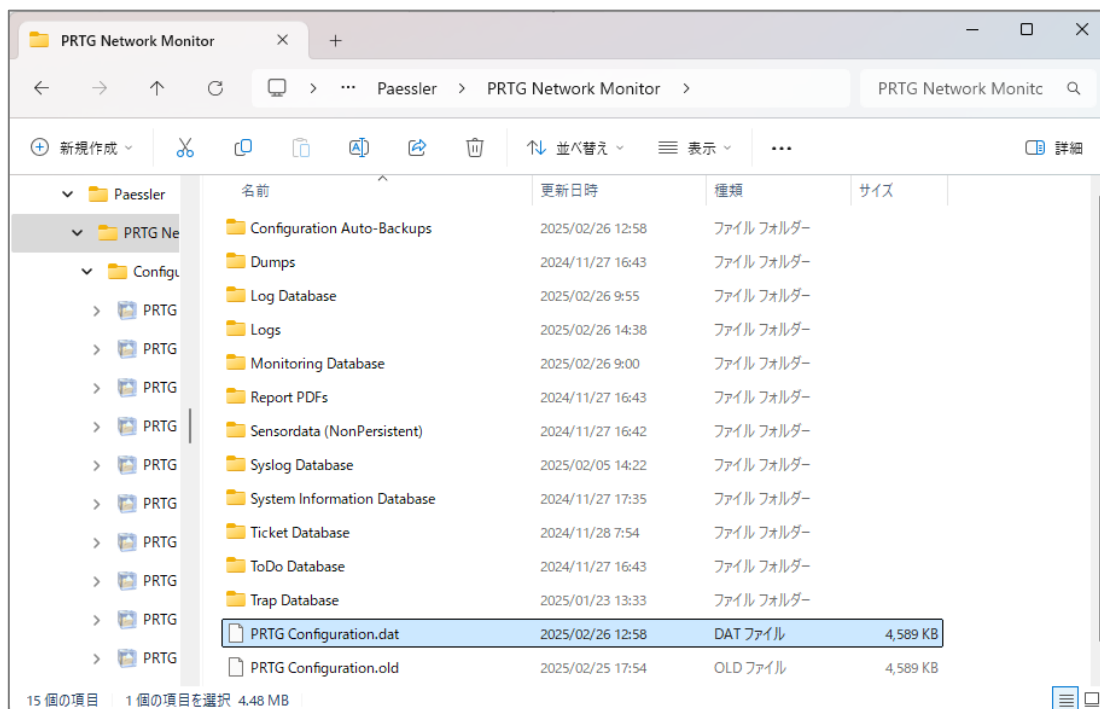 PRTG Network Monitor
Paessler > PRTG Network Monitor >
PRTG Network Monitc
新規作成
並べ替え
表示
詳細
Paessler
PRTG Ne
Configu
PRTG
PRTG
PRTG
PRTG
PRTG
PRTG
PRTG
PRTG
PRTG
PRTG
名前 更新日時 種類 サイズ
Configuration Auto-Backups 2025/02/26 12:58 ファイル フォルダー
Dumps 2024/11/27 16:43 ファイル フォルダー
Log Database 2025/02/26 9:55 ファイル フォルダー
Logs 2025/02/26 14:38 ファイル フォルダー
Monitoring Database 2025/02/26 9:00 ファイル フォルダー
Report PDFs 2024/11/27 16:43 ファイル フォルダー
Sensordata (NonPersistent) 2024/11/27 16:42 ファイル フォルダー
Syslog Database 2025/02/05 14:22 ファイル フォルダー
System Information Database 2024/11/27 17:35 ファイル フォルダー
Ticket Database 2024/11/28 7:54 ファイル フォルダー
ToDo Database 2024/11/27 16:43 ファイル フォルダー
Trap Database 2025/01/23 13:33 ファイル フォルダー
PRTG Configuration.dat 2025/02/26 12:58 DAT ファイル 4,589 KB
PRTG Configuration.old 2025/02/25 17:54 OLD ファイル 4,589 KB
15 個の項目 1 個の項目を選択 4.48 MB